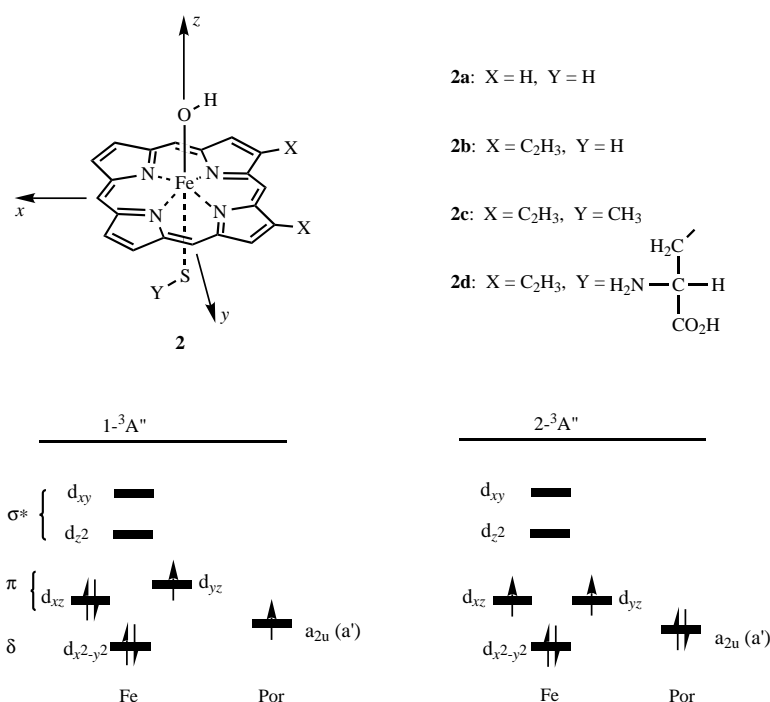 z
H
O
X
N
N
Fe
x
N
N
X
S
Y
y
2
2a: X = H, Y = H
2b: X = C₂H₃, Y = H
2c: X = C₂H₃, Y = CH₃
H₂C
2d: X = C₂H₃, Y = H₂N C H
CO₂H
1-³A"
dxy
σ*
dz²
π
dxz
dyz
a₂ᵤ (a')
δ
dx²-y²
Fe
Por
2-³A"
dxy
dz²
dxz
dyz
dx²-y²
a₂ᵤ (a')
Fe
Por